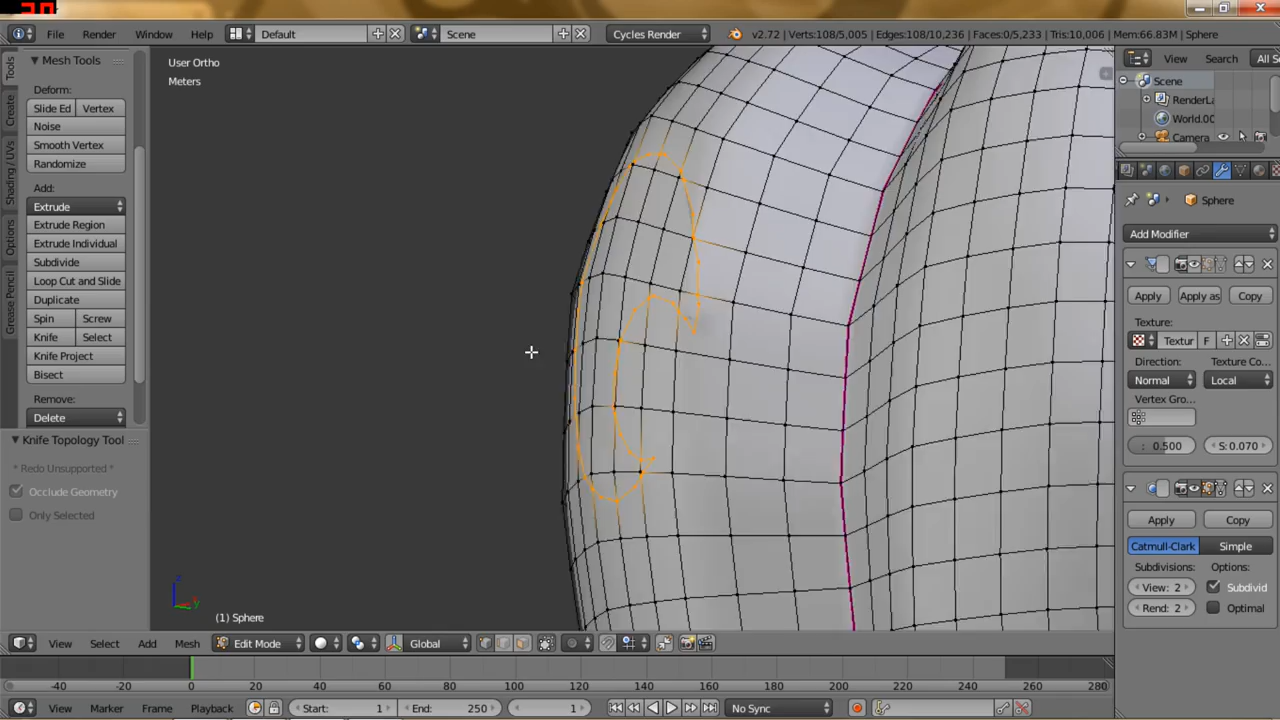 File Render Window Help Default Scene Cycles Render v2.72 | Verts:108/5,005 | Edges:108/10,236 | Faces:0/5,233 | Tris:10,006 | Mem:66.83M | Sphere
Mesh Tools
Deform:
Slide Ed Vertex
Noise
Smooth Vertex
Randomize
Add:
Extrude
Extrude Region
Extrude Individual
Subdivide
Loop Cut and Slide
Duplicate
Spin Screw
Knife Select
Knife Project
Bisect
Remove:
Delete
Knife Topology Tool
* Redo Unsupported *
Occlude Geometry
Only Selected
Tools
Create
Shading / UVs
Options
Grease Pencil
User Ortho
Meters
(1) Sphere
View Search All S
Scene
RenderLa
World.00
Camera
Sphere
Add Modifier
Apply Apply as Copy
Texture:
Textur F
Direction: Texture Co...
Normal Local
Vertex Gro...
: 0.500 S: 0.070
Apply Copy
Catmull-Clark Simple
Subdivisions: Options:
View: 2 Subdivid
Rend: 2 Optimal
View Select Add Mesh Edit Mode Global
-40 -20 0 20 40 60 80 100 120 140 160 180 200 220 240 260 280
View Marker Frame Playback Start: 1 End: 250 1 No Sync